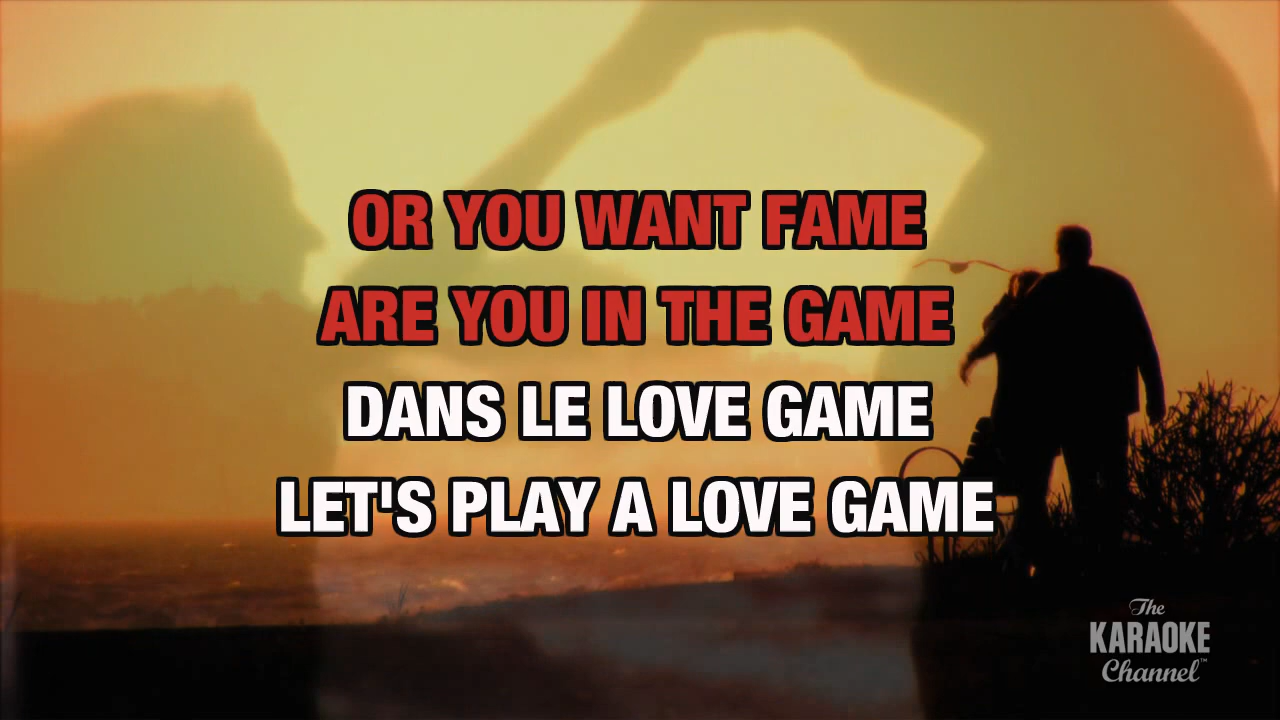 OR YOU WANT FAME
ARE YOU IN THE GAME
DANS LE LOVE GAME
LET'S PLAY A LOVE GAME
The
KARAOKE
Channel™